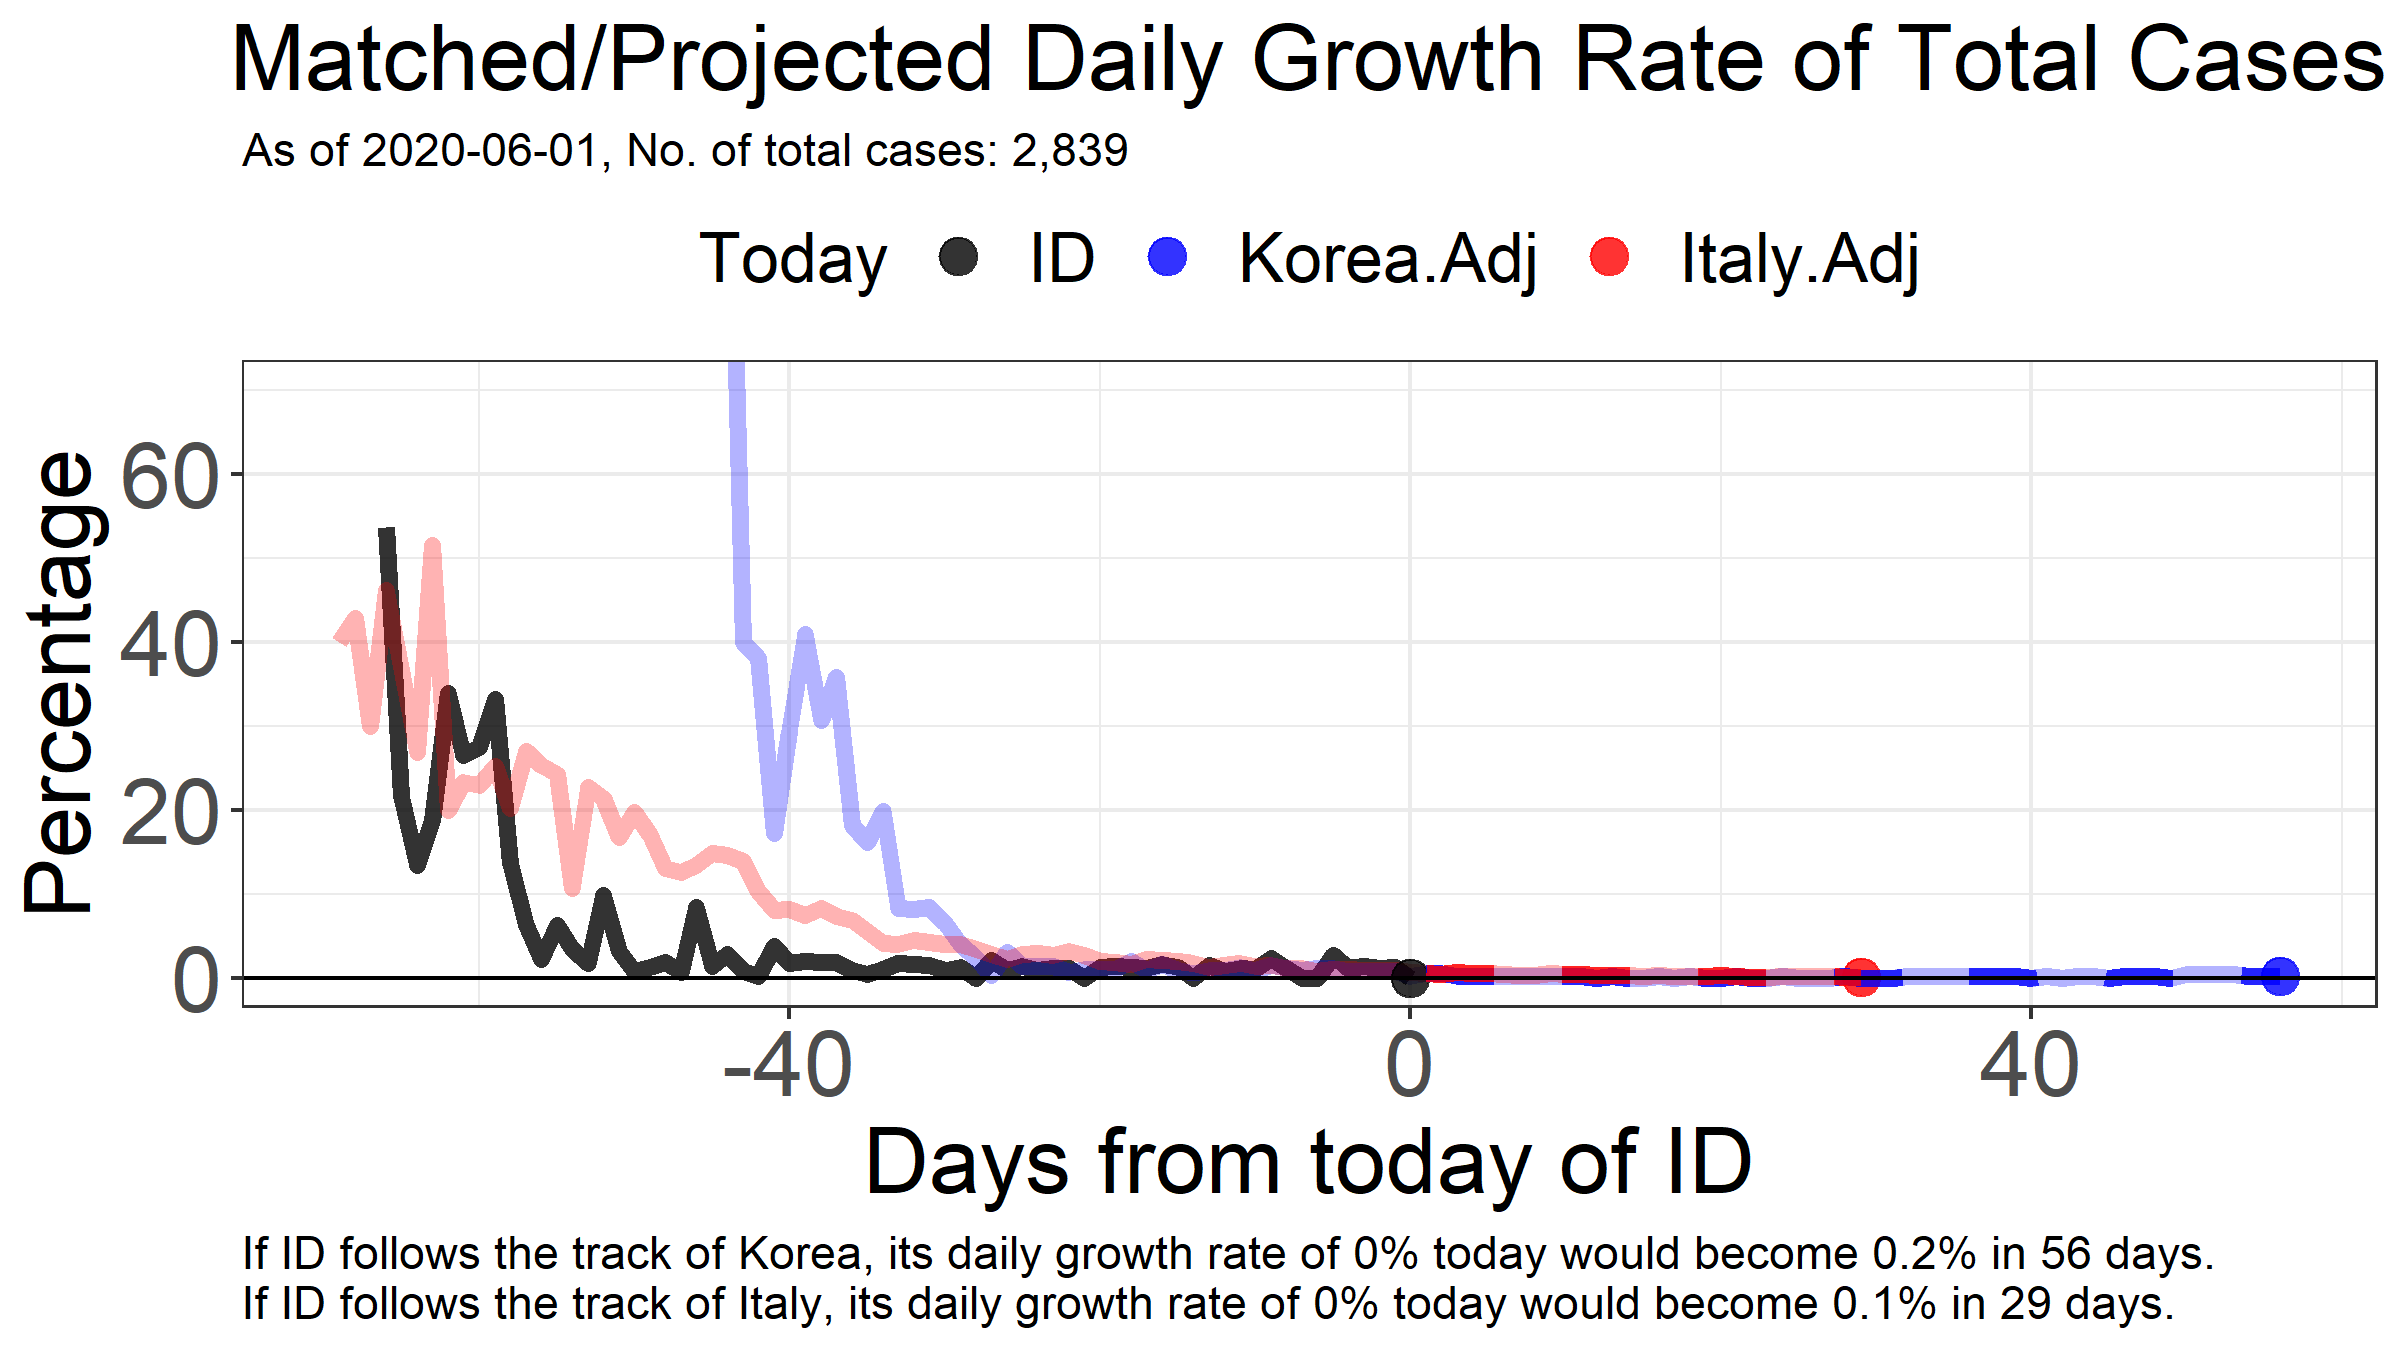 Matched/Projected Daily Growth Rate of Total Cases
As of 2020-06-01, No. of total cases: 2,839
Today ID Korea.Adj Italy.Adj
Percentage
60
40
20
0
-40 0 40
Days from today of ID
If ID follows the track of Korea, its daily growth rate of 0% today would become 0.2% in 56 days.
If ID follows the track of Italy, its daily growth rate of 0% today would become 0.1% in 29 days.